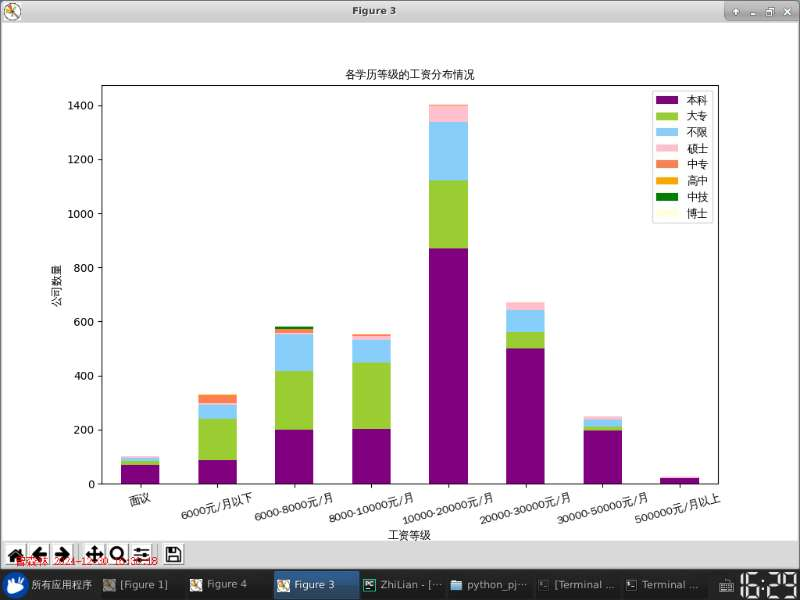 Figure 3
各学历等级的工资分布情况
1400
1200
1000
800
600
400
200
0
公司数量
本科
大专
不限
硕士
中专
高中
中技
博士
面议
6000元/月以下
6000-8000元/月
8000-10000元/月
10000-20000元/月
20000-30000元/月
30000-50000元/月
500000元/月以上
工资等级
所有应用程序
[Figure 1]
Figure 4
Figure 3
ZhiLian - [···
python_pj···
[Terminal ...
Terminal ...
16:29